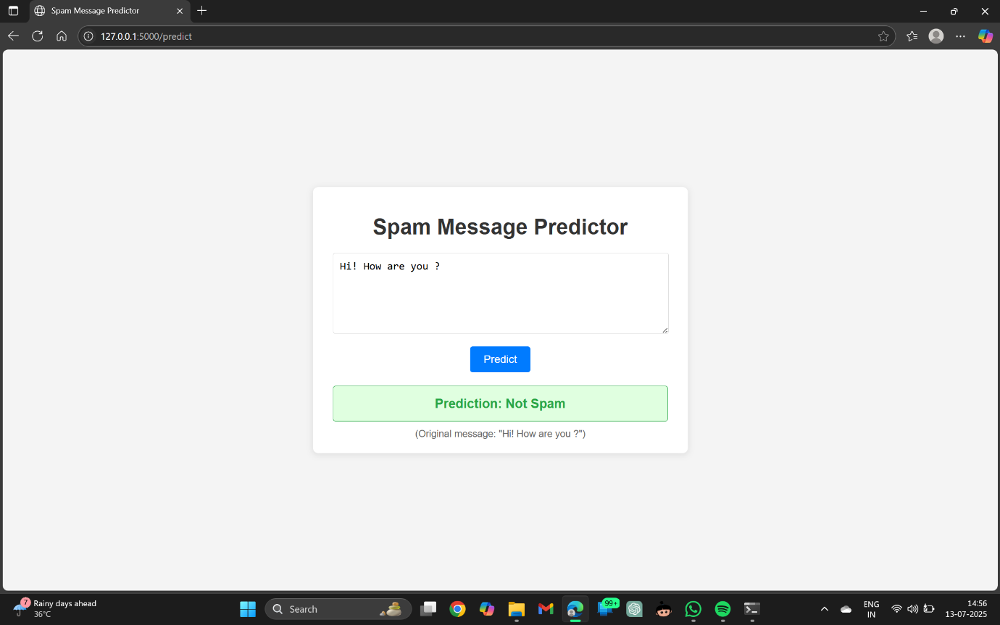 Spam Message Predictor
127.0.0.1:5000/predict
Spam Message Predictor
Hi! How are you ?
Predict
Prediction: Not Spam
(Original message: "Hi! How are you ?")
7
Rainy days ahead
36°C
Search
99+
ENG
IN
14:56
13-07-2025